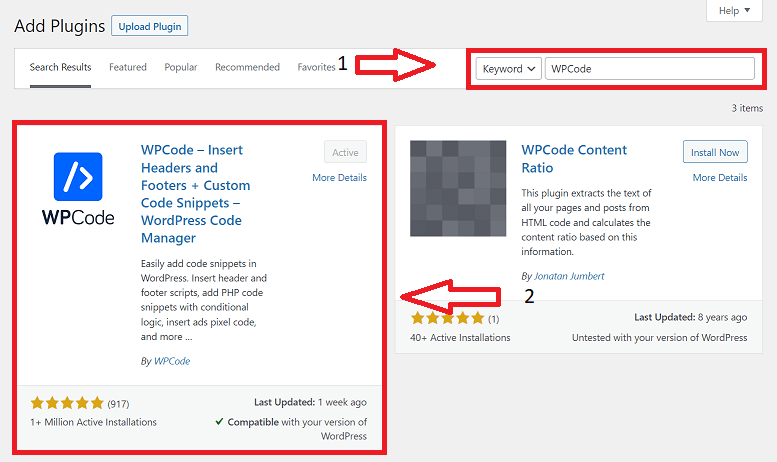 Help
Add Plugins Upload Plugin
Search Results Featured Popular Recommended Favorites 1 Keyword WPCode
3 items
WPCode
WPCode – Insert
Headers and
Footers + Custom
Code Snippets –
WordPress Code
Manager
Active
More Details
Easily add code snippets in
WordPress. Insert header and
footer scripts, add PHP code
snippets with conditional
logic, insert ads pixel code,
and more ...
By WPCode
(917)
1+ Million Active Installations
Last Updated: 1 week ago
Compatible with your version of
WordPress
WPCode Content
Ratio
Install Now
More Details
This plugin extracts the text of
all your pages and posts from
HTML code and calculates the
content ratio based on this
information.
By Jonatan Jumbert
2
(1)
40+ Active Installations
Last Updated: 8 years ago
Untested with your version of WordPress